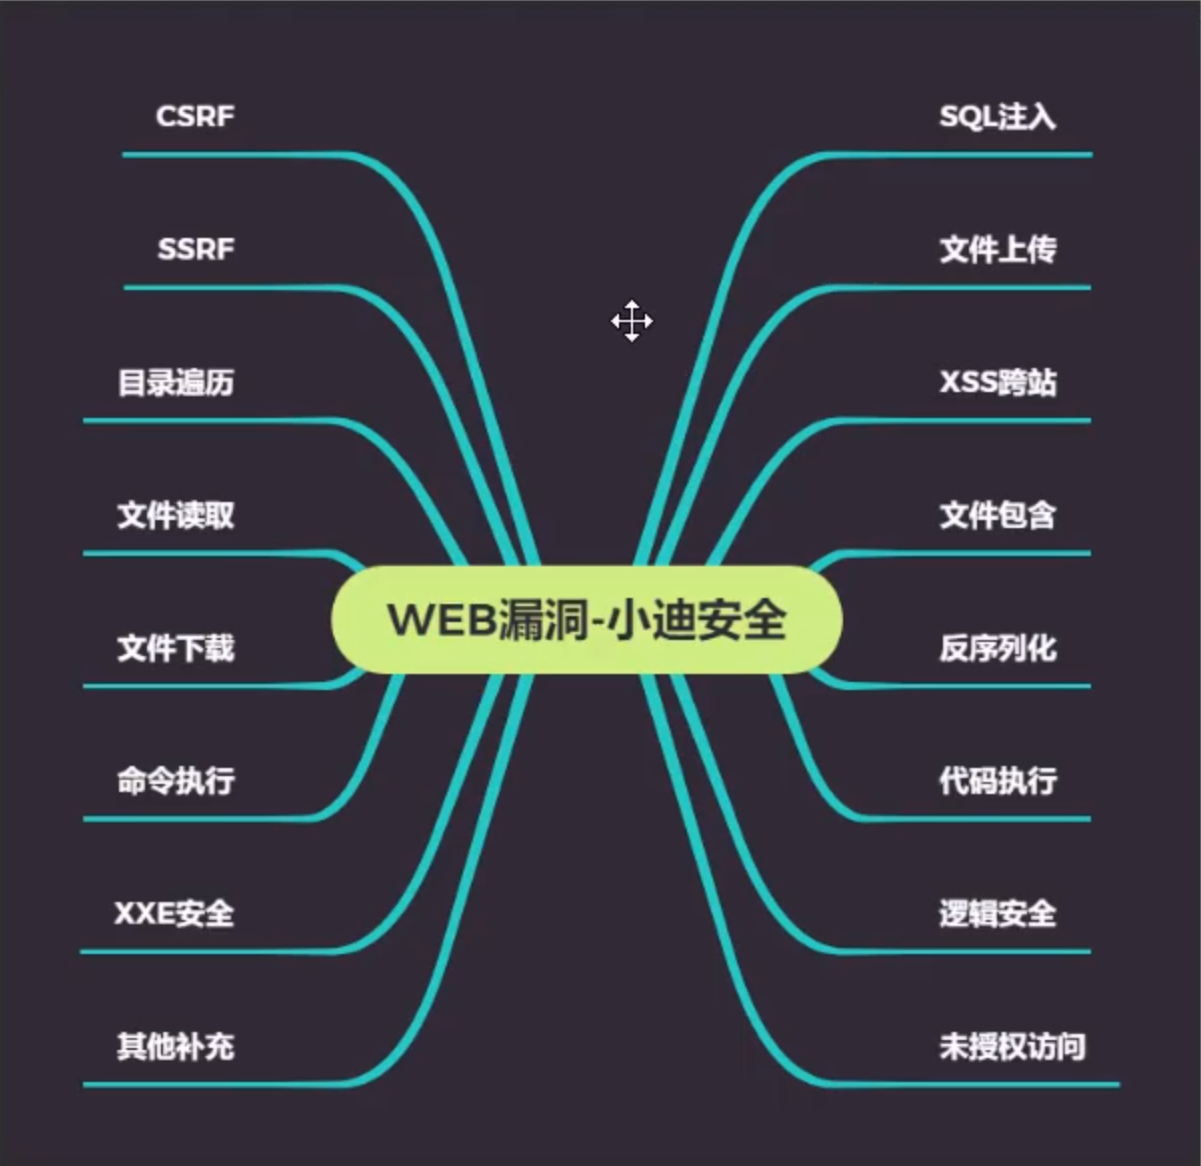 CSRF
SSRF
目录遍历
文件读取
文件下载
命令执行
XXE安全
其他补充
WEB漏洞-小迪安全
SQL注入
文件上传
XSS跨站
文件包含
反序列化
代码执行
逻辑安全
未授权访问